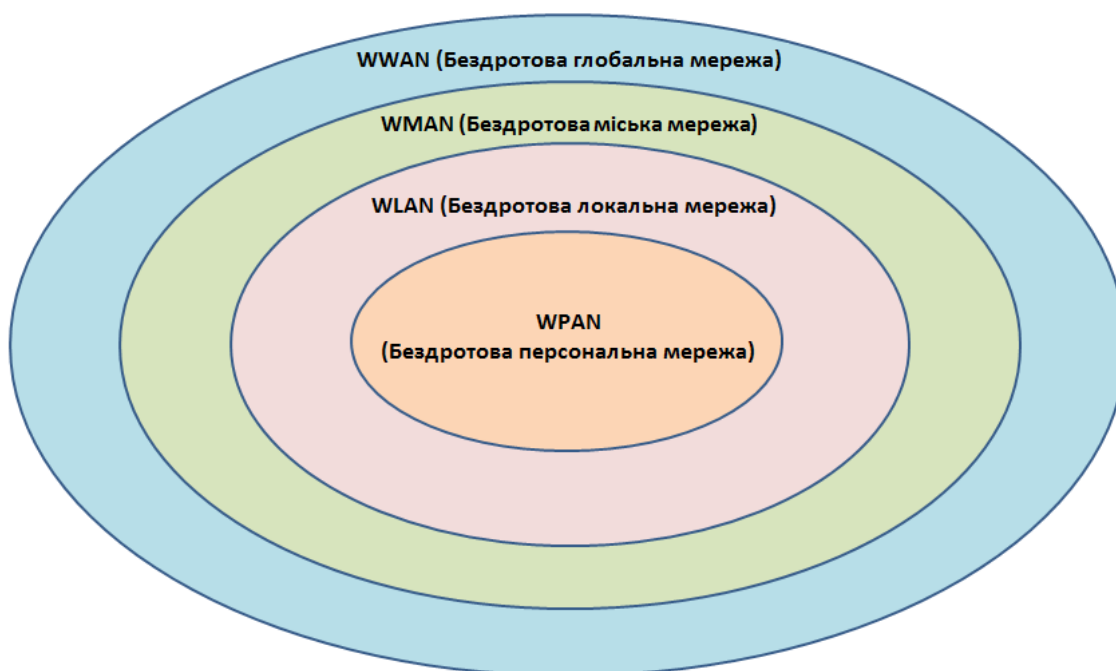 WWAN (Бездротова глобальна мережа)
WMAN (Бездротова міська мережа)
WLAN (Бездротова локальна мережа)
WPAN
(Бездротова персональна мережа)